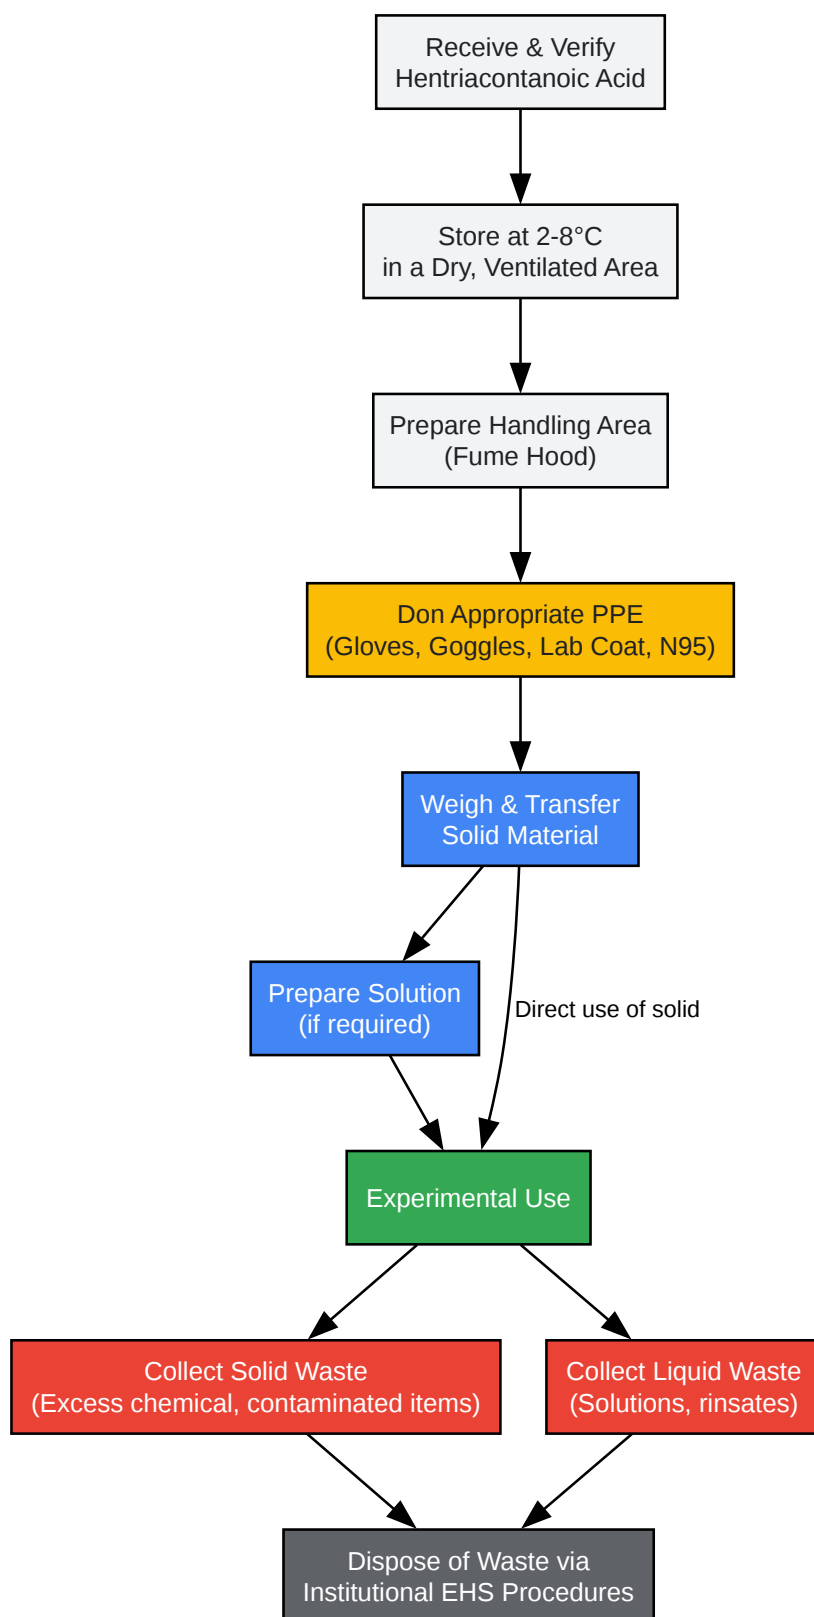 Receive & Verify
Hentriacontanoic Acid
Store at 2-8°C
in a Dry, Ventilated Area
Prepare Handling Area
(Fume Hood)
Don Appropriate PPE
(Gloves, Goggles, Lab Coat, N95)
Weigh & Transfer
Solid Material
Prepare Solution
(if required)
Direct use of solid
Experimental Use
Collect Solid Waste
(Excess chemical, contaminated items)
Collect Liquid Waste
(Solutions, rinsates)
Dispose of Waste via
Institutional EHS Procedures